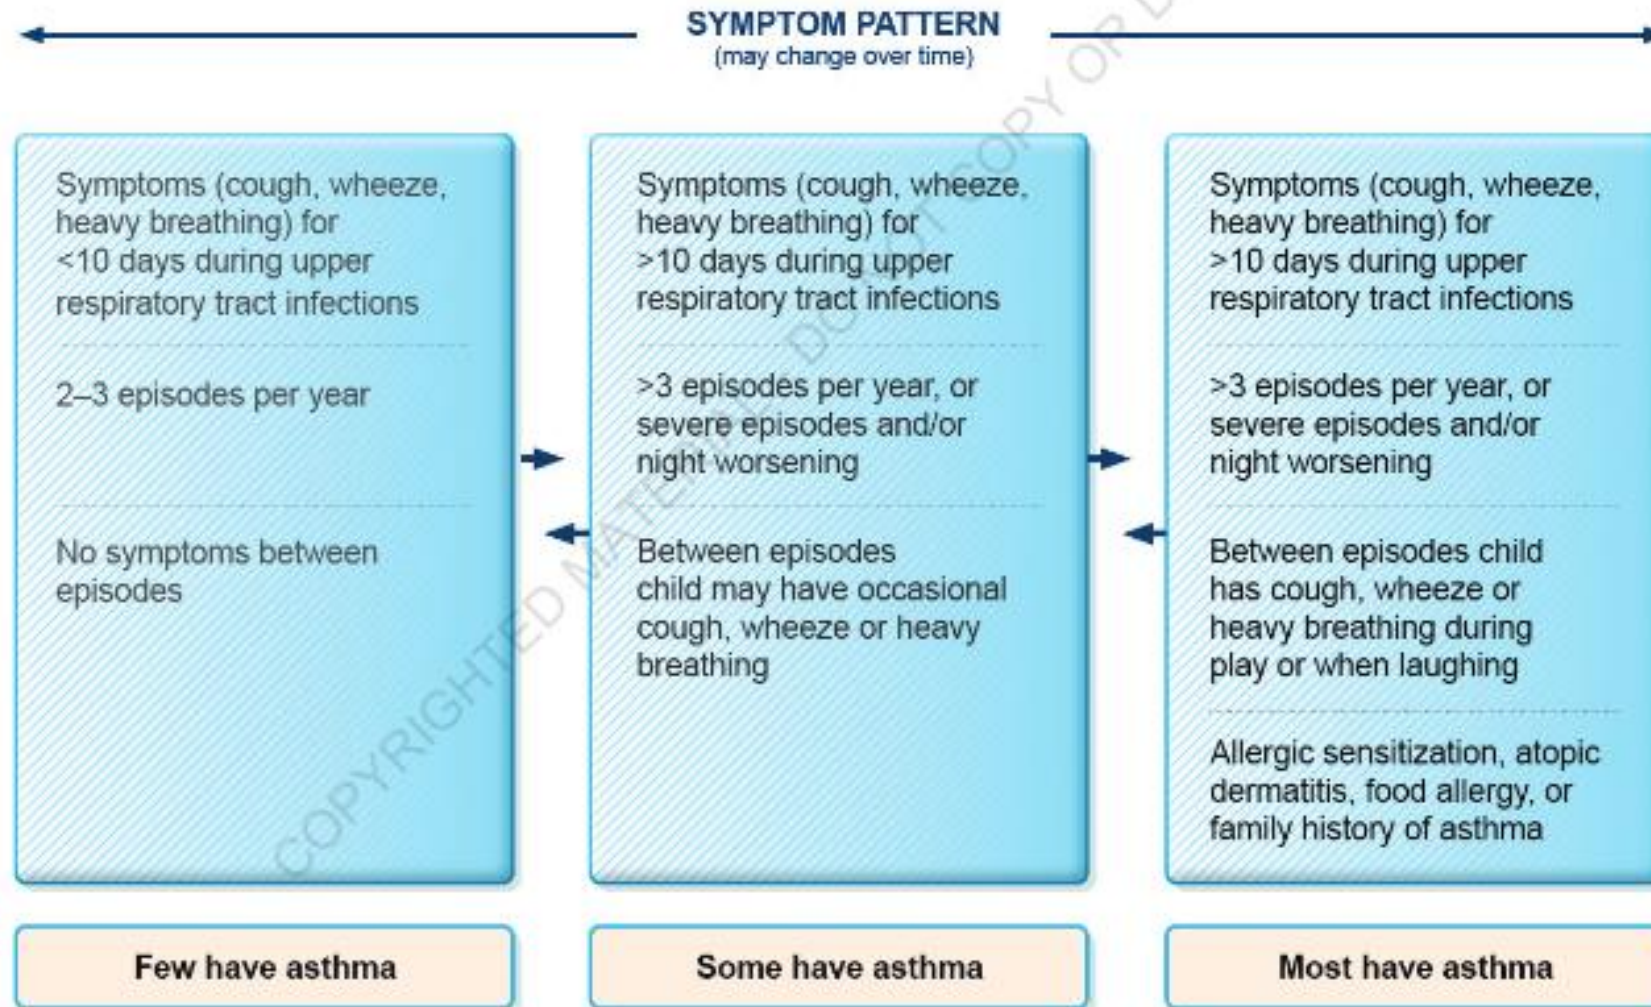 SYMPTOM PATTERN
(may change over time)
Symptoms (cough, wheeze,
heavy breathing) for
<10 days during upper
respiratory tract infections
2–3 episodes per year
No symptoms between
episodes
Few have asthma
Symptoms (cough, wheeze,
heavy breathing) for
>10 days during upper
respiratory tract infections
>3 episodes per year, or
severe episodes and/or
night worsening
Between episodes
child may have occasional
cough, wheeze or heavy
breathing
Some have asthma
Symptoms (cough, wheeze,
heavy breathing) for
>10 days during upper
respiratory tract infections
>3 episodes per year, or
severe episodes and/or
night worsening
Between episodes child
has cough, wheeze or
heavy breathing during
play or when laughing
Allergic sensitization, atopic
dermatitis, food allergy, or
family history of asthma
Most have asthma
COPYRIGHTED MATERIAL DO NOT COPY OR